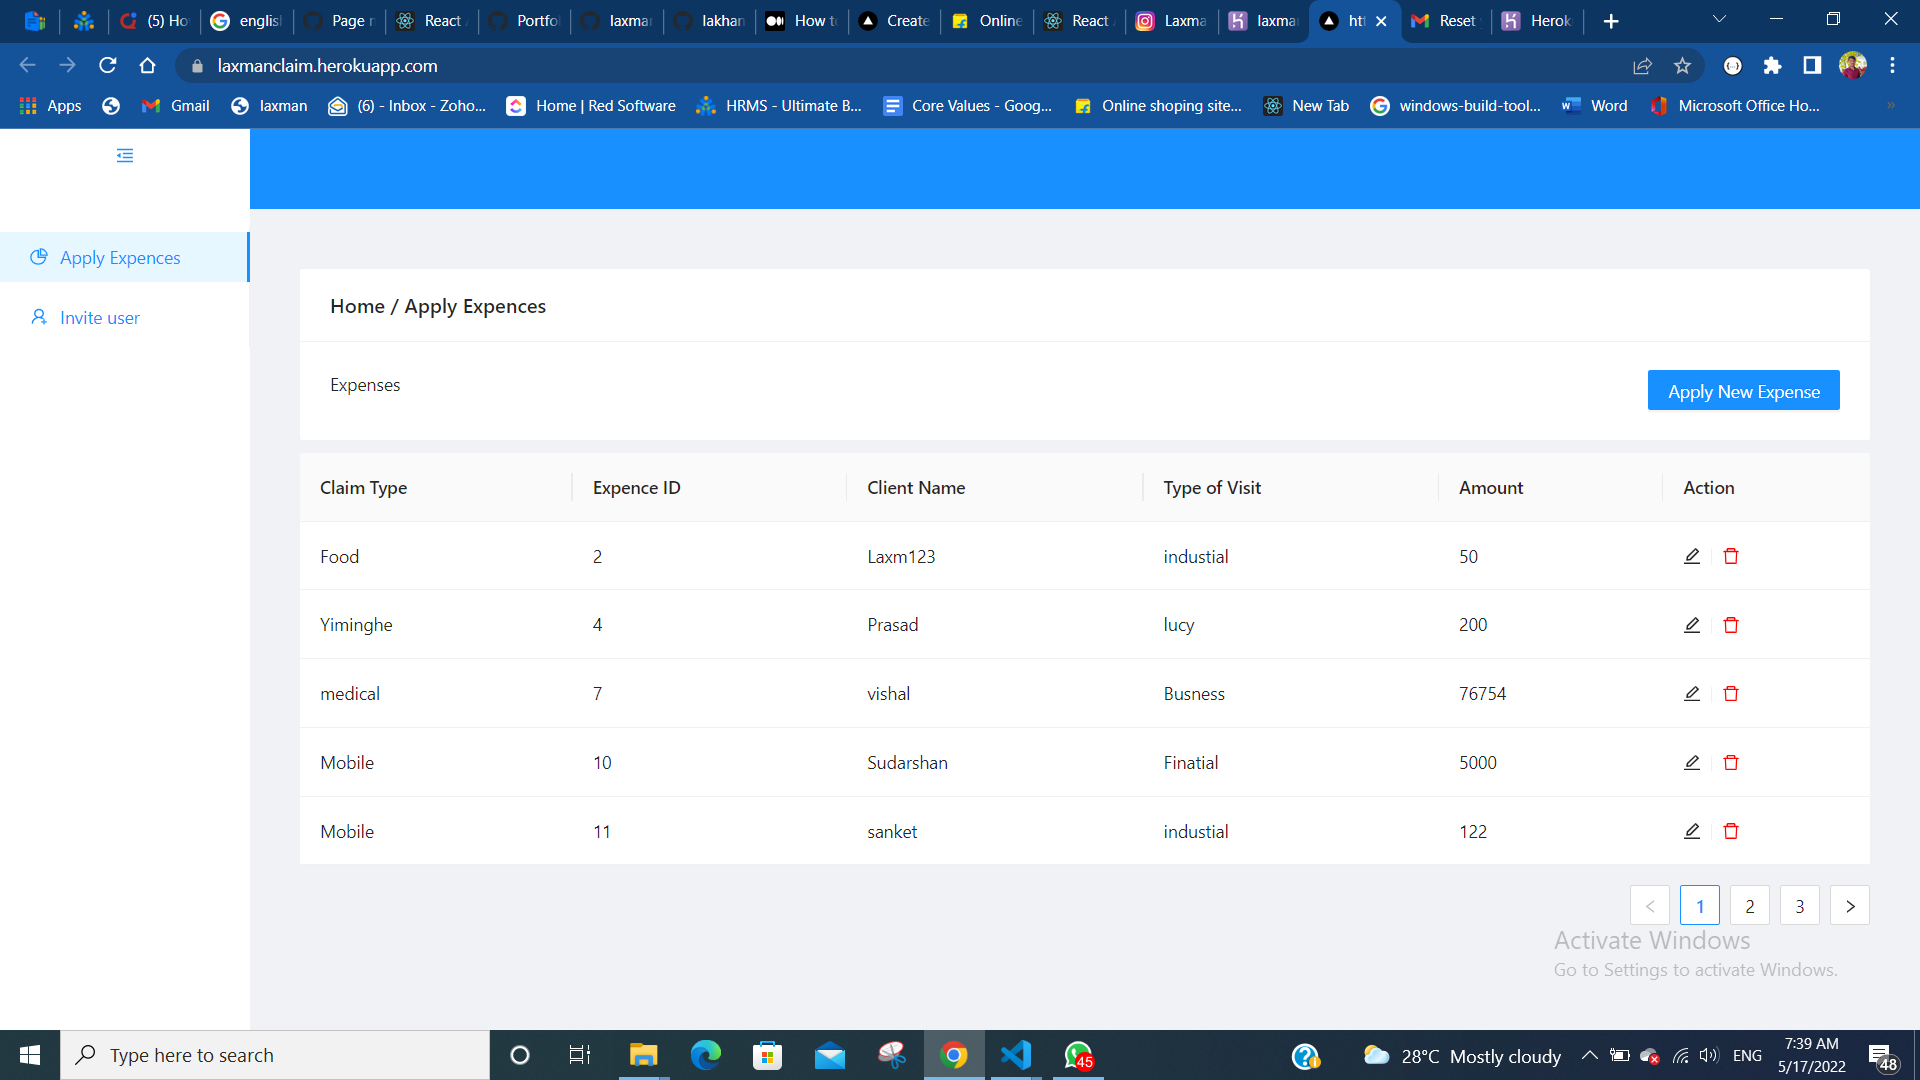 (5) Ho
english
Page n
React
Portfo
laxmar
lakhan
How to
Create
Online
React
Laxma
laxmar
htt
Reset
Herok
laxmanclaim.herokuapp.com
Apps
Gmail
laxman
(6) - Inbox - Zoho...
Home | Red Software
HRMS - Ultimate B...
Core Values - Goog...
Online shoping site...
New Tab
windows-build-tool...
Word
Microsoft Office Ho...
»
Apply Expences
Invite user
Home / Apply Expences
Expenses
Apply New Expense
Claim Type Expence ID Client Name Type of Visit Amount Action
Food 2 Laxm123 industial 50
Yiminghe 4 Prasad lucy 200
medical 7 vishal Busness 76754
Mobile 10 Sudarshan Finatial 5000
Mobile 11 sanket industial 122
< 1 2 3 >
Activate Windows
Go to Settings to activate Windows.
Type here to search
45
28°C Mostly cloudy
ENG
7:39 AM
5/17/2022
48